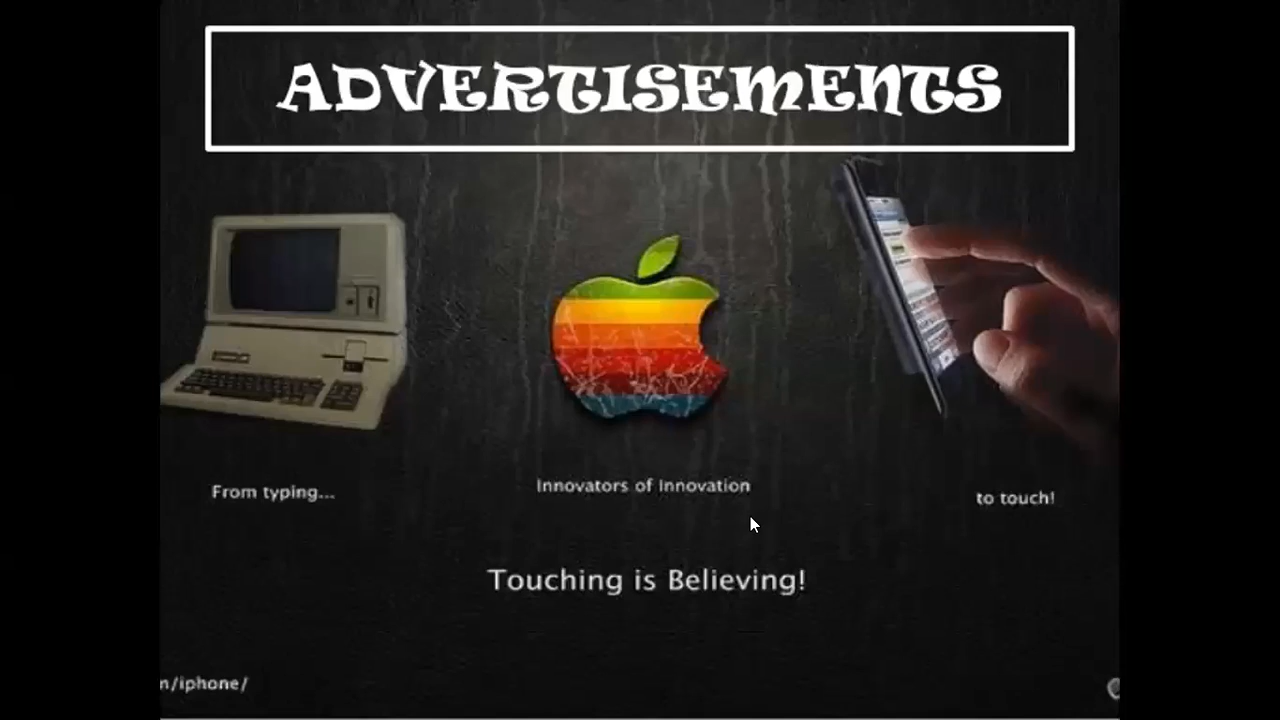 ADVERTISEMENTS
From typing...
Innovators of Innovation
to touch!
Touching is Believing!
/iphone/